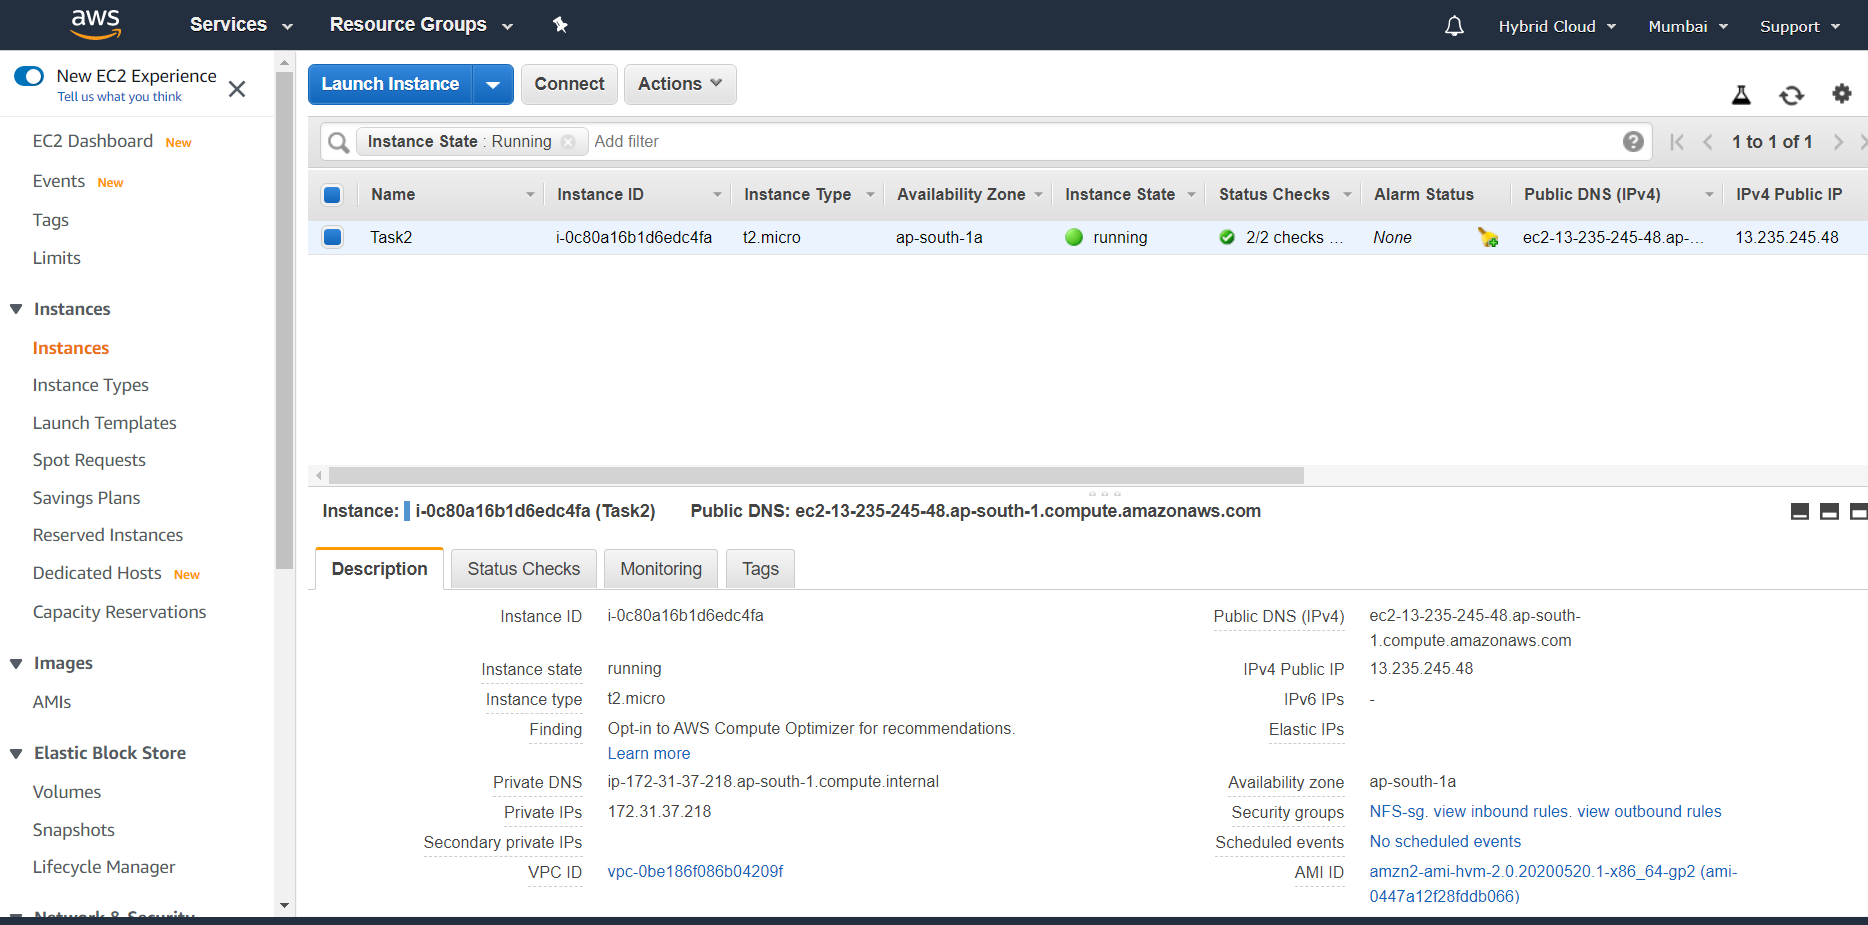 aws Services Resource Groups Hybrid Cloud Mumbai Support
New EC2 Experience
Tell us what you think
EC2 Dashboard New
Events New
Tags
Limits
Instances
Instances
Instance Types
Launch Templates
Spot Requests
Savings Plans
Reserved Instances
Dedicated Hosts New
Capacity Reservations
Images
AMIs
Elastic Block Store
Volumes
Snapshots
Lifecycle Manager
Network & Security
Launch Instance Connect Actions
Instance State : Running Add filter 1 to 1 of 1
Name Instance ID Instance Type Availability Zone Instance State Status Checks Alarm Status Public DNS (IPv4) IPv4 Public IP
Task2 i-0c80a16b1d6edc4fa t2.micro ap-south-1a running 2/2 checks ... None ec2-13-235-245-48.ap-... 13.235.245.48
Instance: i-0c80a16b1d6edc4fa (Task2) Public DNS: ec2-13-235-245-48.ap-south-1.compute.amazonaws.com
Description Status Checks Monitoring Tags
Instance ID i-0c80a16b1d6edc4fa
Instance state running
Instance type t2.micro
Finding Opt-in to AWS Compute Optimizer for recommendations.
Learn more
Private DNS ip-172-31-37-218.ap-south-1.compute.internal
Private IPs 172.31.37.218
Secondary private IPs
VPC ID vpc-0be186f086b04209f
Public DNS (IPv4) ec2-13-235-245-48.ap-south-
1.compute.amazonaws.com
IPv4 Public IP 13.235.245.48
IPv6 IPs -
Elastic IPs
Availability zone ap-south-1a
Security groups NFS-sg. view inbound rules. view outbound rules
Scheduled events No scheduled events
AMI ID amzn2-ami-hvm-2.0.20200520.1-x86_64-gp2 (ami-
0447a12f28fddb066)